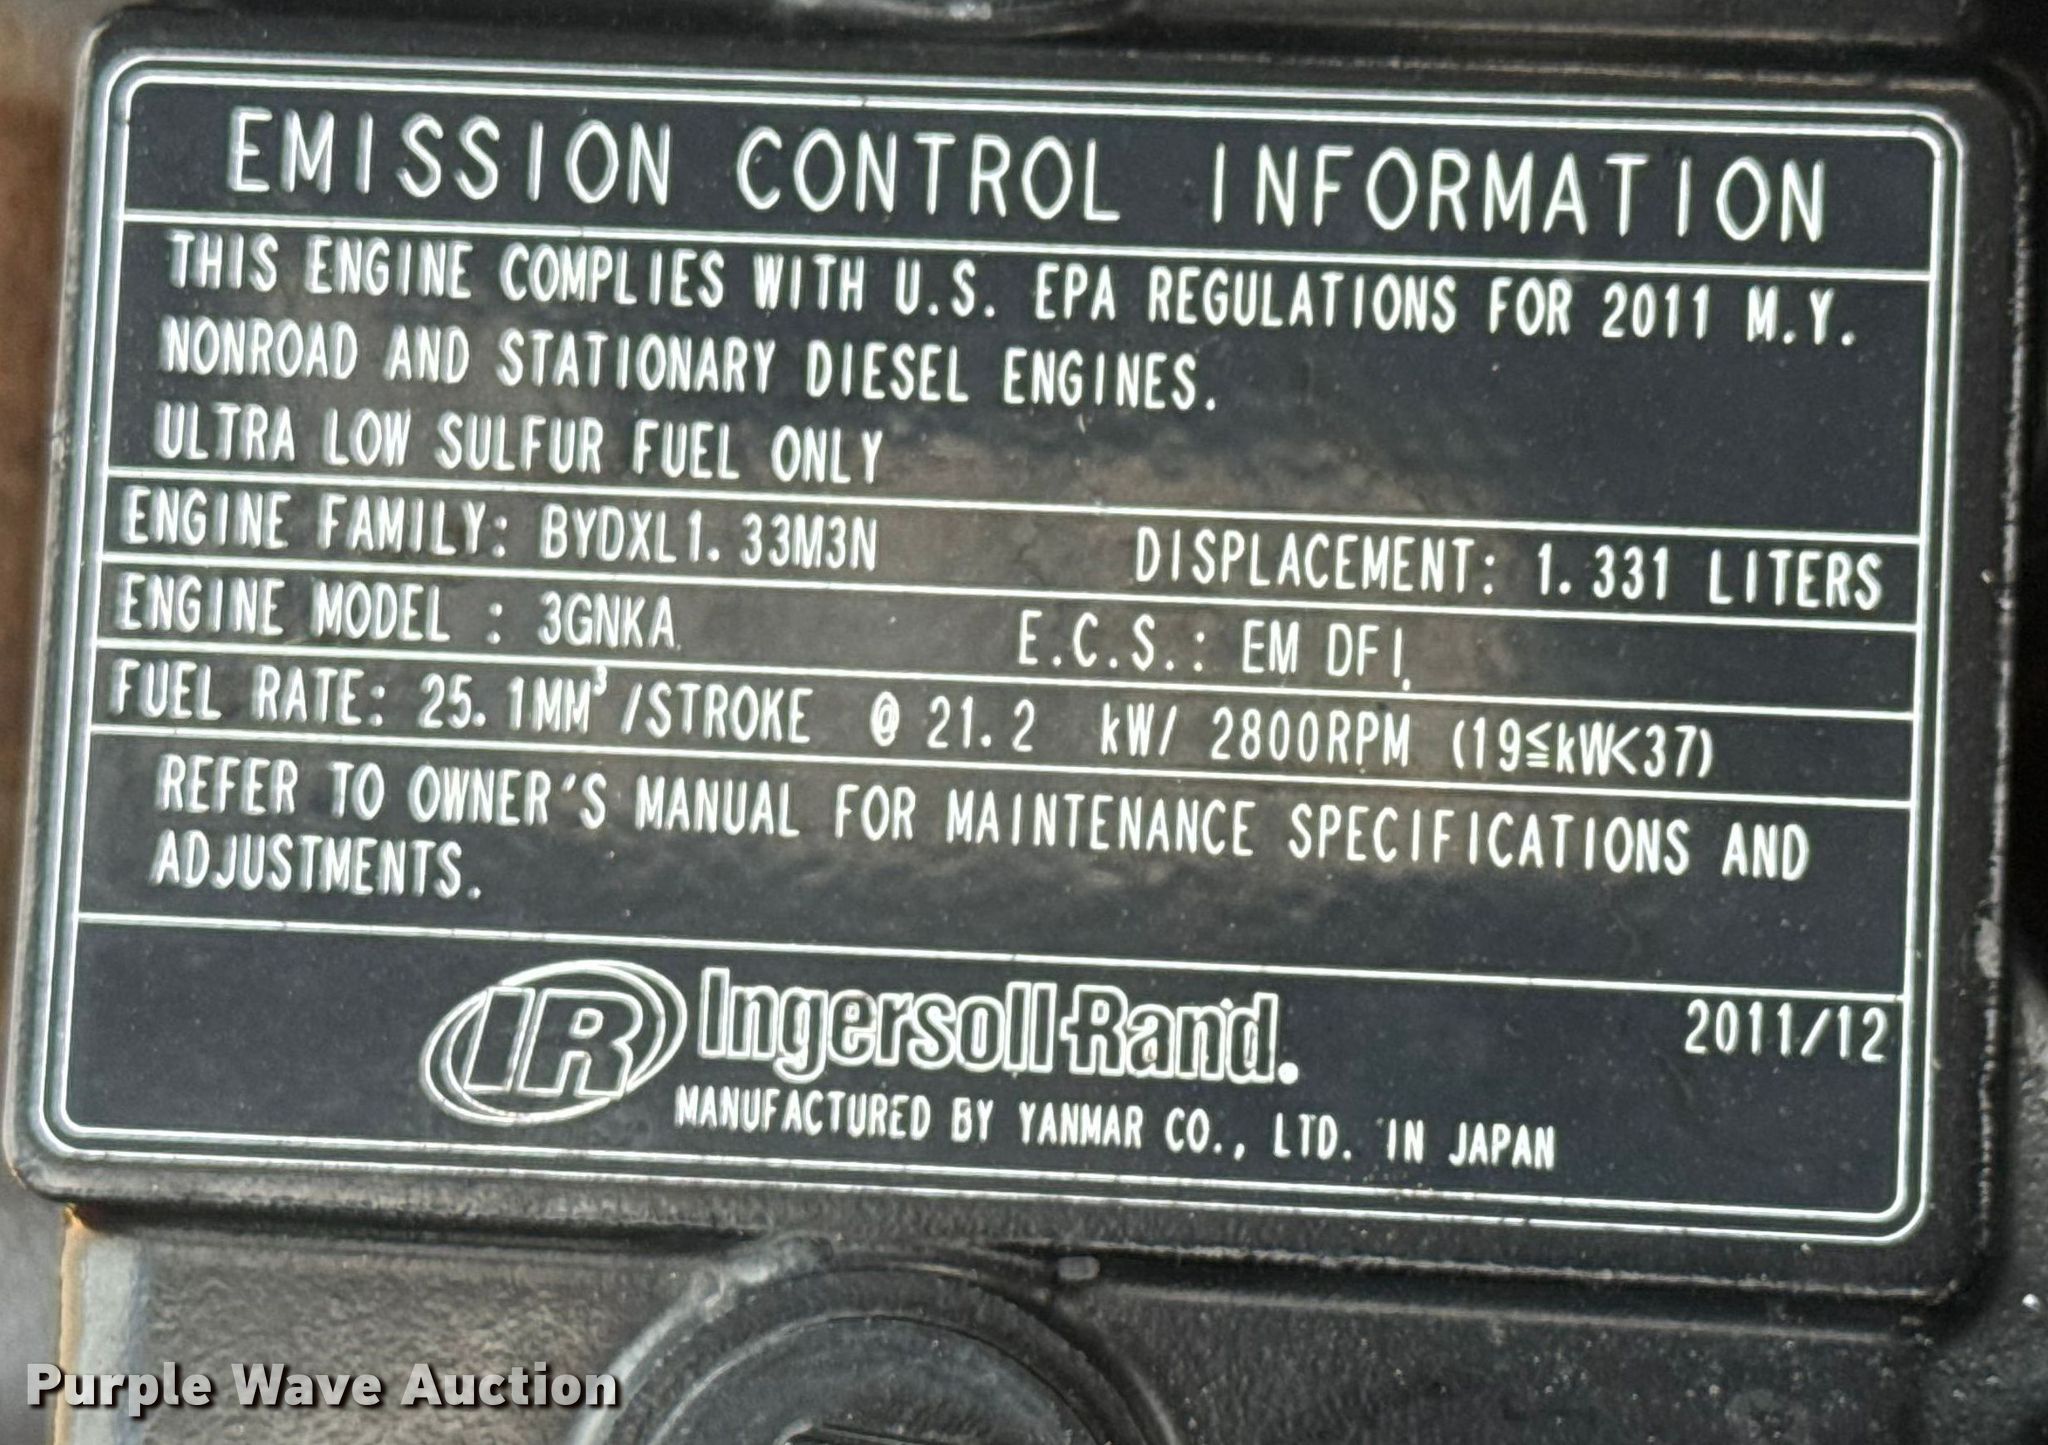 EMISSION CONTROL INFORMATION
THIS ENGINE COMPLIES WITH U.S. EPA REGULATIONS FOR 2011 M.Y.
NONROAD AND STATIONARY DIESEL ENGINES.
ULTRA LOW SULFUR FUEL ONLY
ENGINE FAMILY: BYDXL1.33M3N DISPLACEMENT: 1.331 LITERS
ENGINE MODEL : 3GNKA E.C.S.: EM DFI
FUEL RATE: 25.1MM³/STROKE @ 21.2 kW/ 2800RPM (19≦kW<37)
REFER TO OWNER'S MANUAL FOR MAINTENANCE SPECIFICATIONS AND
ADJUSTMENTS.
IR Ingersoll-Rand. 2011/12
MANUFACTURED BY YANMAR CO., LTD. IN JAPAN
Purple Wave Auction